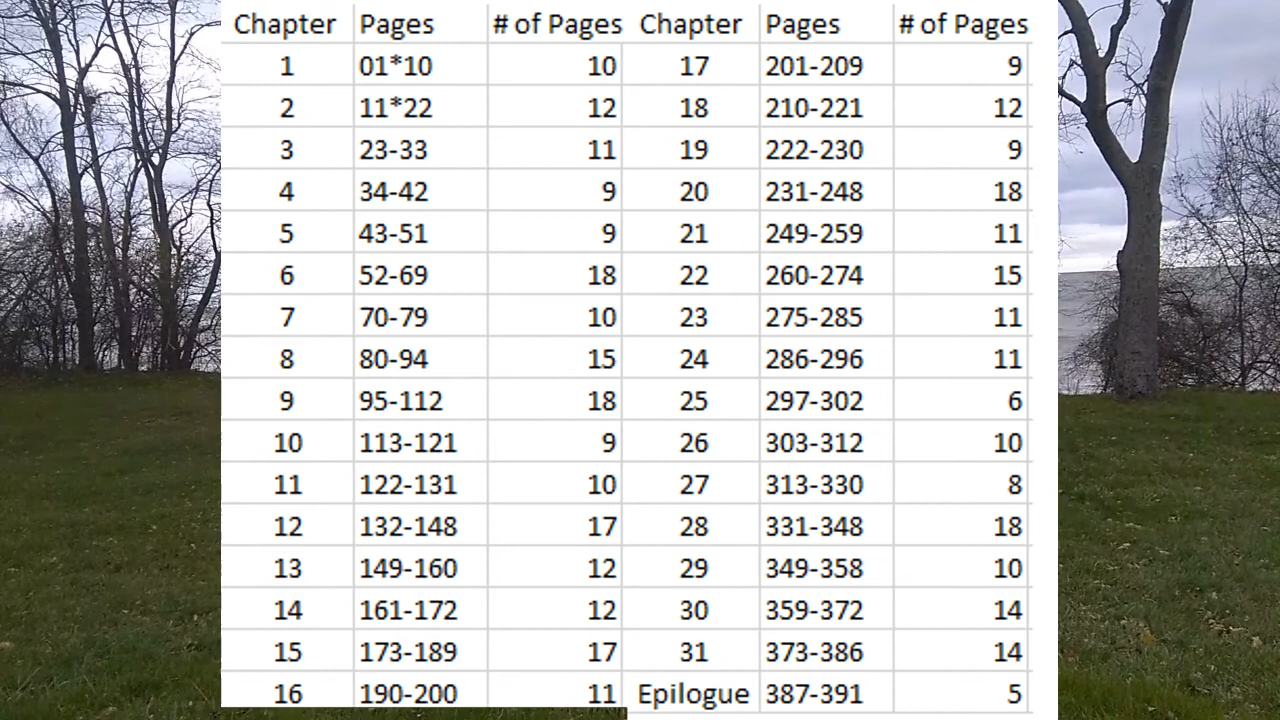 Chapter Pages # of Pages Chapter Pages # of Pages
1 01*10 10 17 201-209 9
2 11*22 12 18 210-221 12
3 23-33 11 19 222-230 9
4 34-42 9 20 231-248 18
5 43-51 9 21 249-259 11
6 52-69 18 22 260-274 15
7 70-79 10 23 275-285 11
8 80-94 15 24 286-296 11
9 95-112 18 25 297-302 6
10 113-121 9 26 303-312 10
11 122-131 10 27 313-330 8
12 132-148 17 28 331-348 18
13 149-160 12 29 349-358 10
14 161-172 12 30 359-372 14
15 173-189 17 31 373-386 14
16 190-200 11 Epilogue 387-391 5